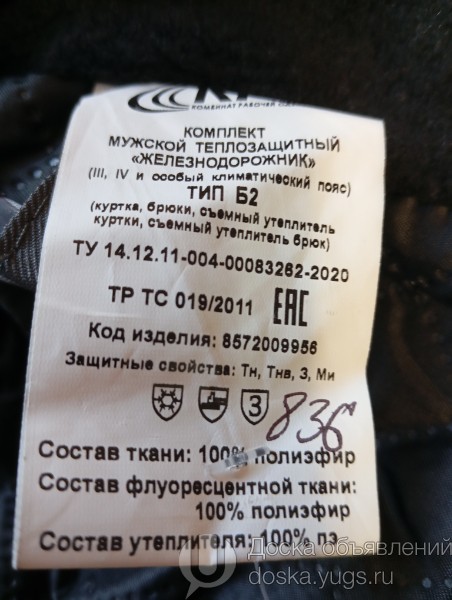 КОМБИНАТ РАБОЧЕЙ
КОМПЛЕКТ
МУЖСКОЙ ТЕПЛОЗАЩИТНЫЙ
«ЖЕЛЕЗНОДОРОЖНИК»
(III, IV и особый климатический пояс)
ТИП Б2
(куртка, брюки, съемный утеплитель
куртки, съемный утеплитель брюк)
ТУ 14.12.11-004-00083262-2020
ТР ТС 019/2011 ЕАС
Код изделия: 8572009956
Защитные свойства: Тн, Тнв, З, Ми
З
836
Состав ткани: 100% полиэфир
Состав флуоресцентной ткани:
100% полиэфир
Состав утеплителя: 100% пэ
Доска объявлений
doska.yugs.ru